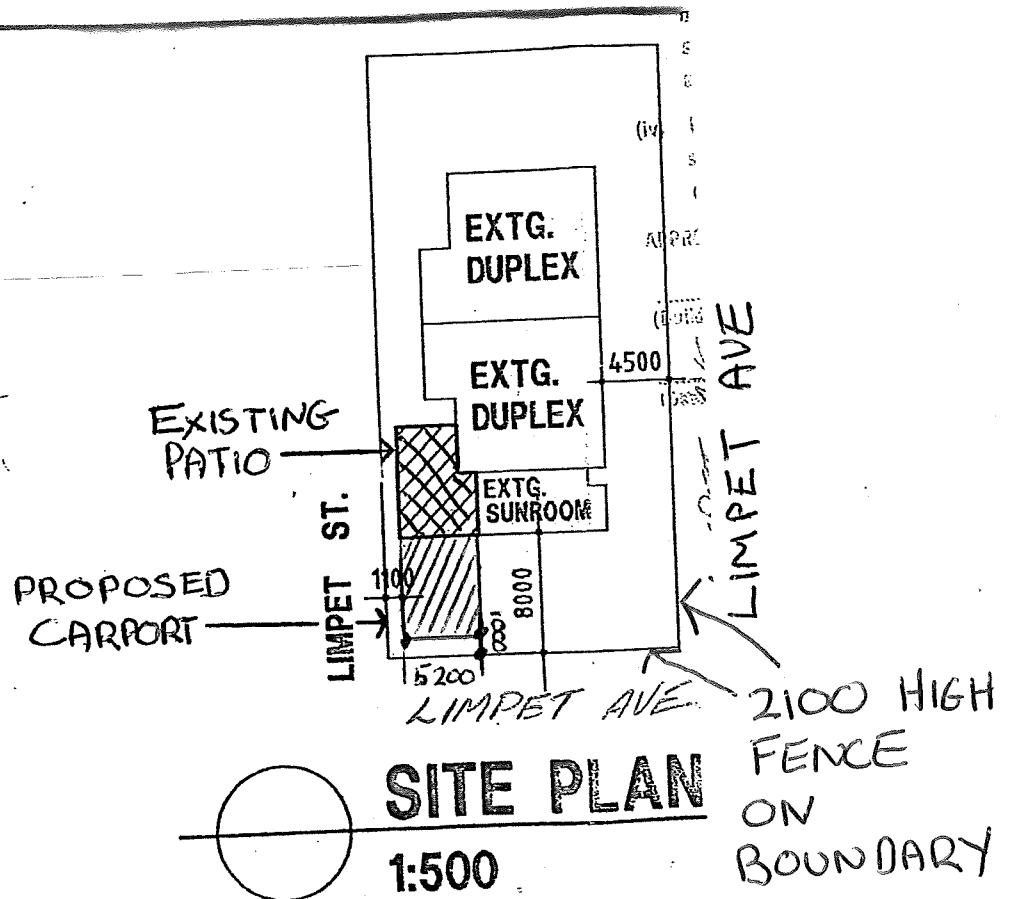 (iv)
EXTG.
DUPLEX
EXTG.
DUPLEX
4500
LIMPET AVE
EXISTING
PATIO
EXTG.
SUNROOM
LIMPET ST.
1100
8000
PROPOSED
CARPORT
5200
LIMPET AVE.
2100 HIGH
FENCE
ON
BOUNDARY
SITE PLAN
1:500